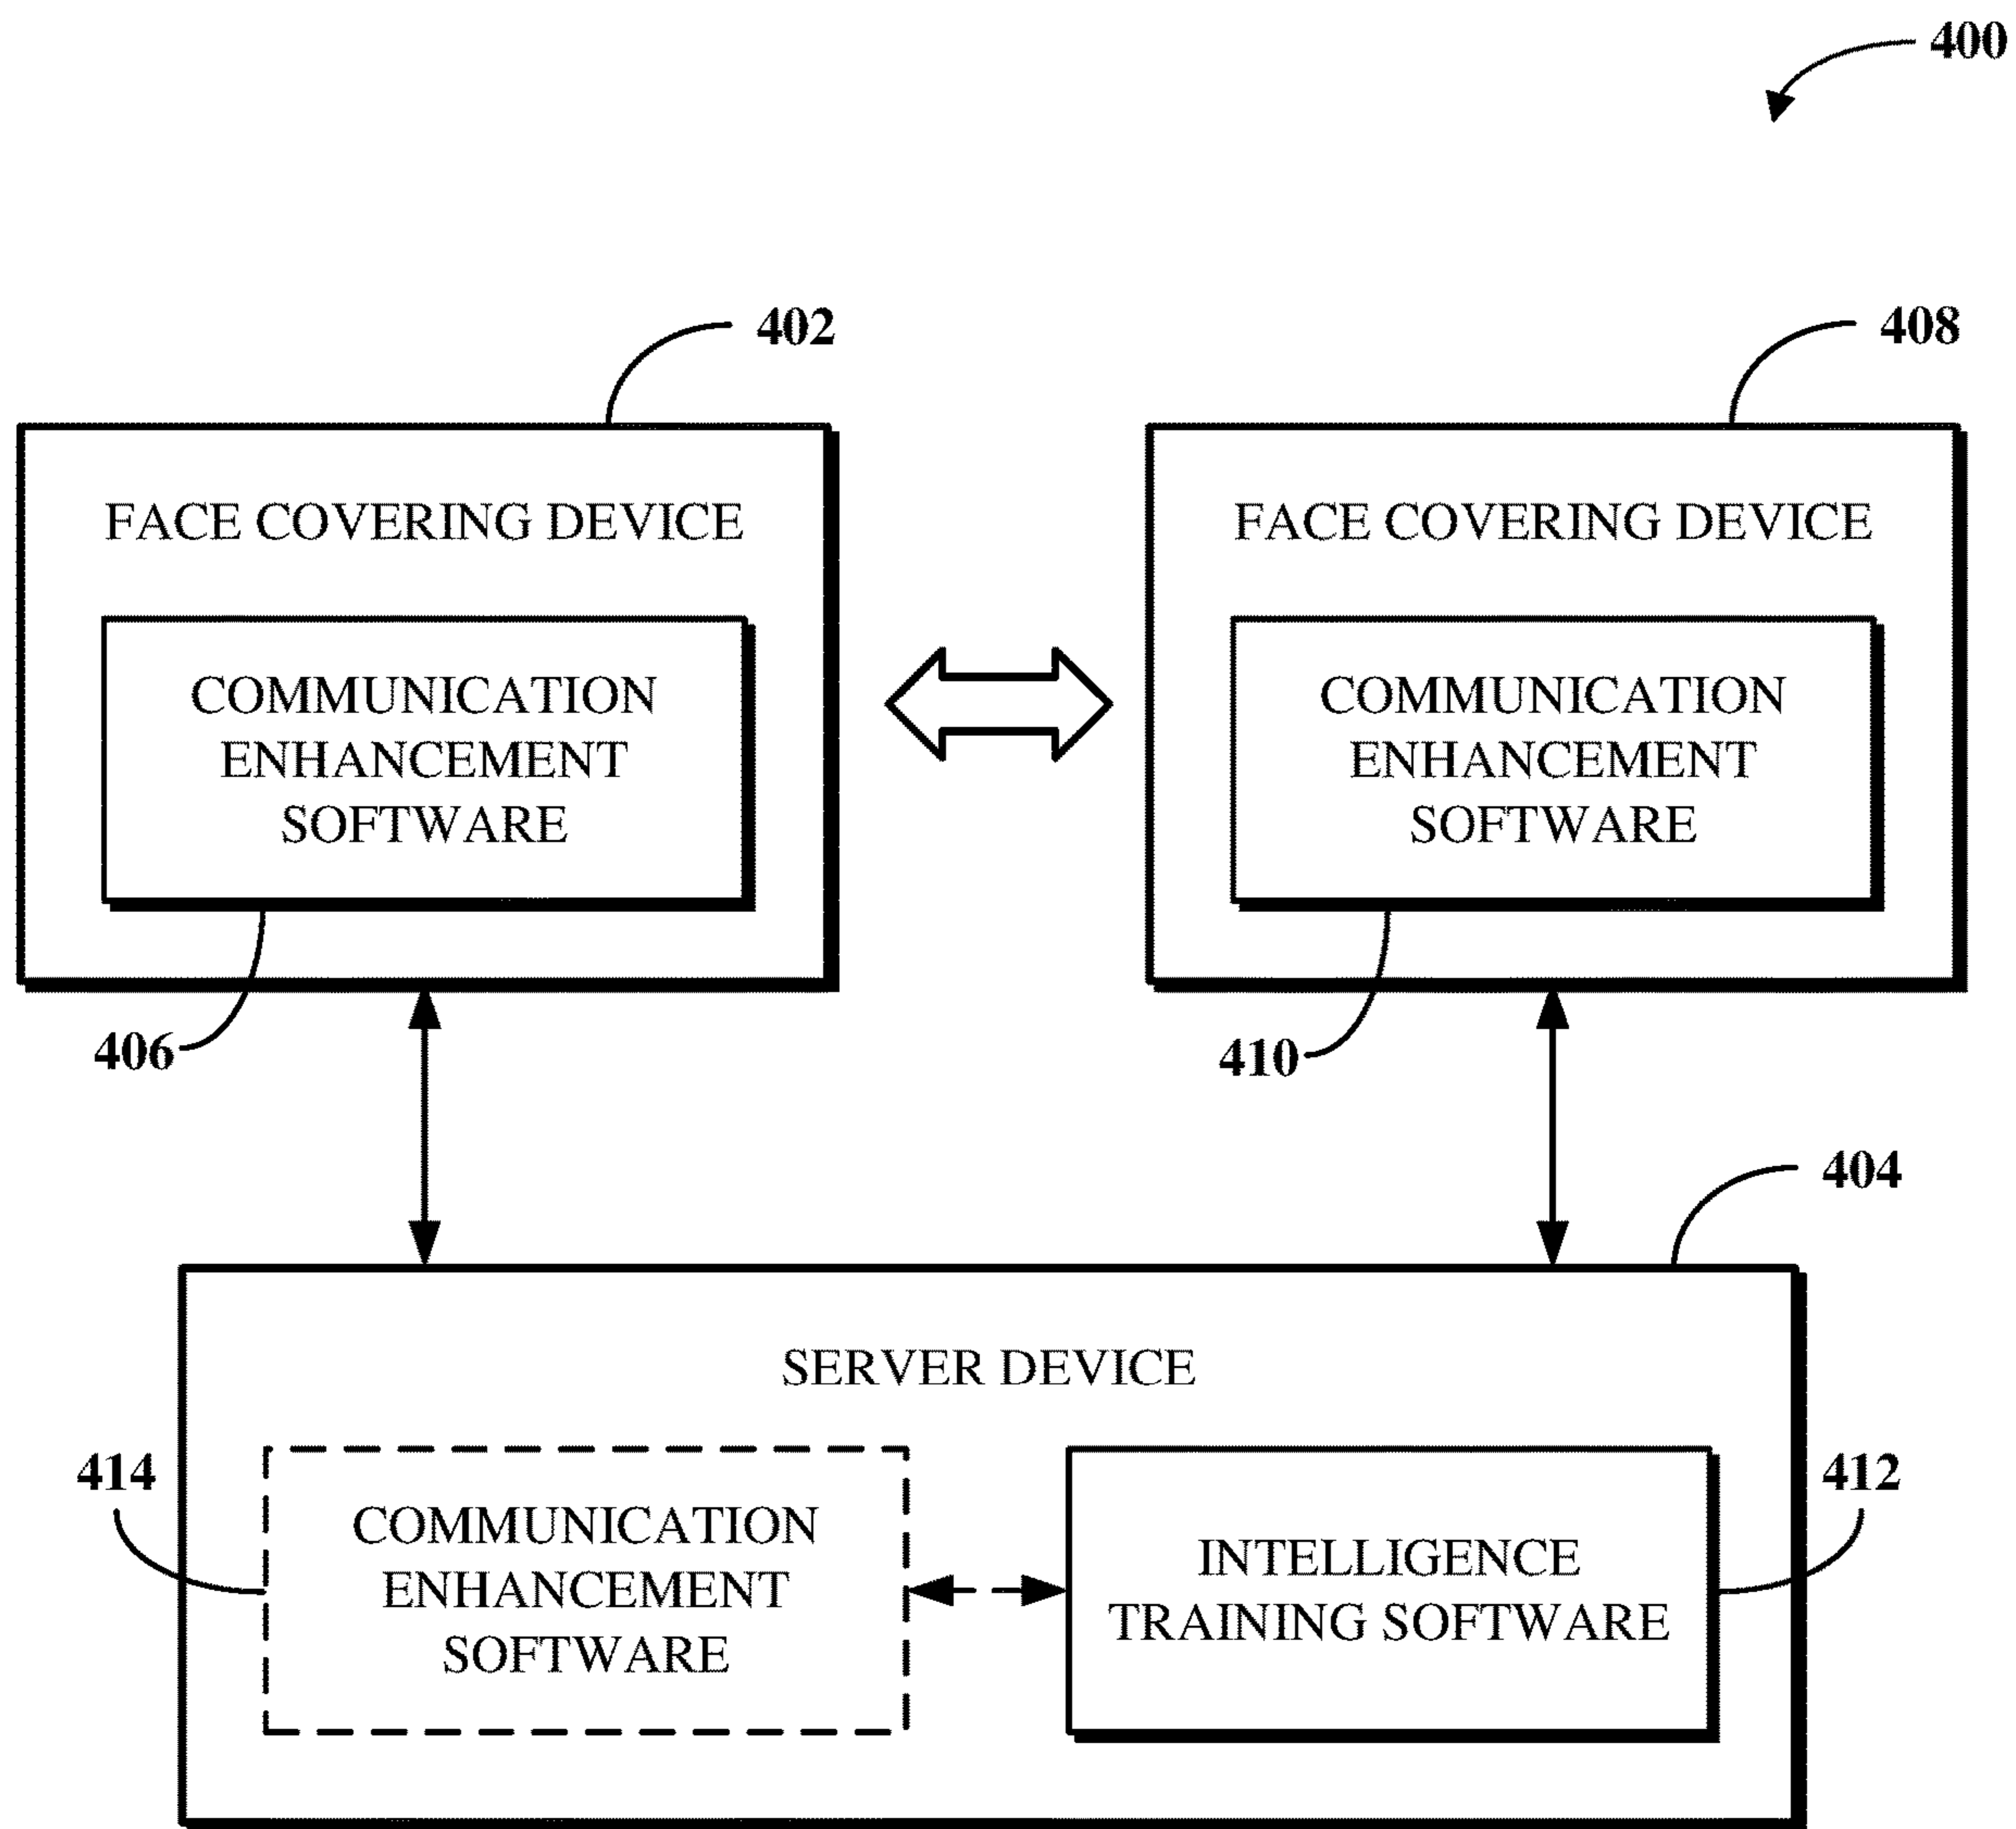 400
402
408
FACE COVERING DEVICE
FACE COVERING DEVICE
COMMUNICATION
ENHANCEMENT
SOFTWARE
COMMUNICATION
ENHANCEMENT
SOFTWARE
406
410
404
SERVER DEVICE
414
412
COMMUNICATION
ENHANCEMENT
SOFTWARE
INTELLIGENCE
TRAINING SOFTWARE